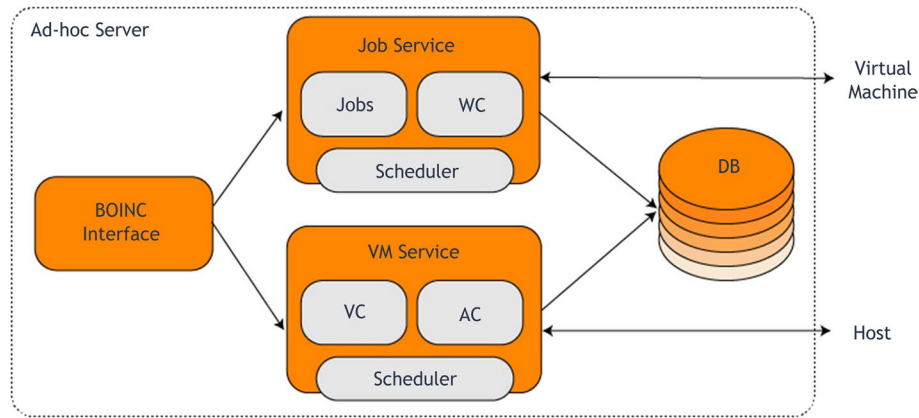 Ad-hoc Server
Job Service
Jobs
WC
Scheduler
Virtual
Machine
DB
BOINC
Interface
VM Service
VC
AC
Scheduler
Host